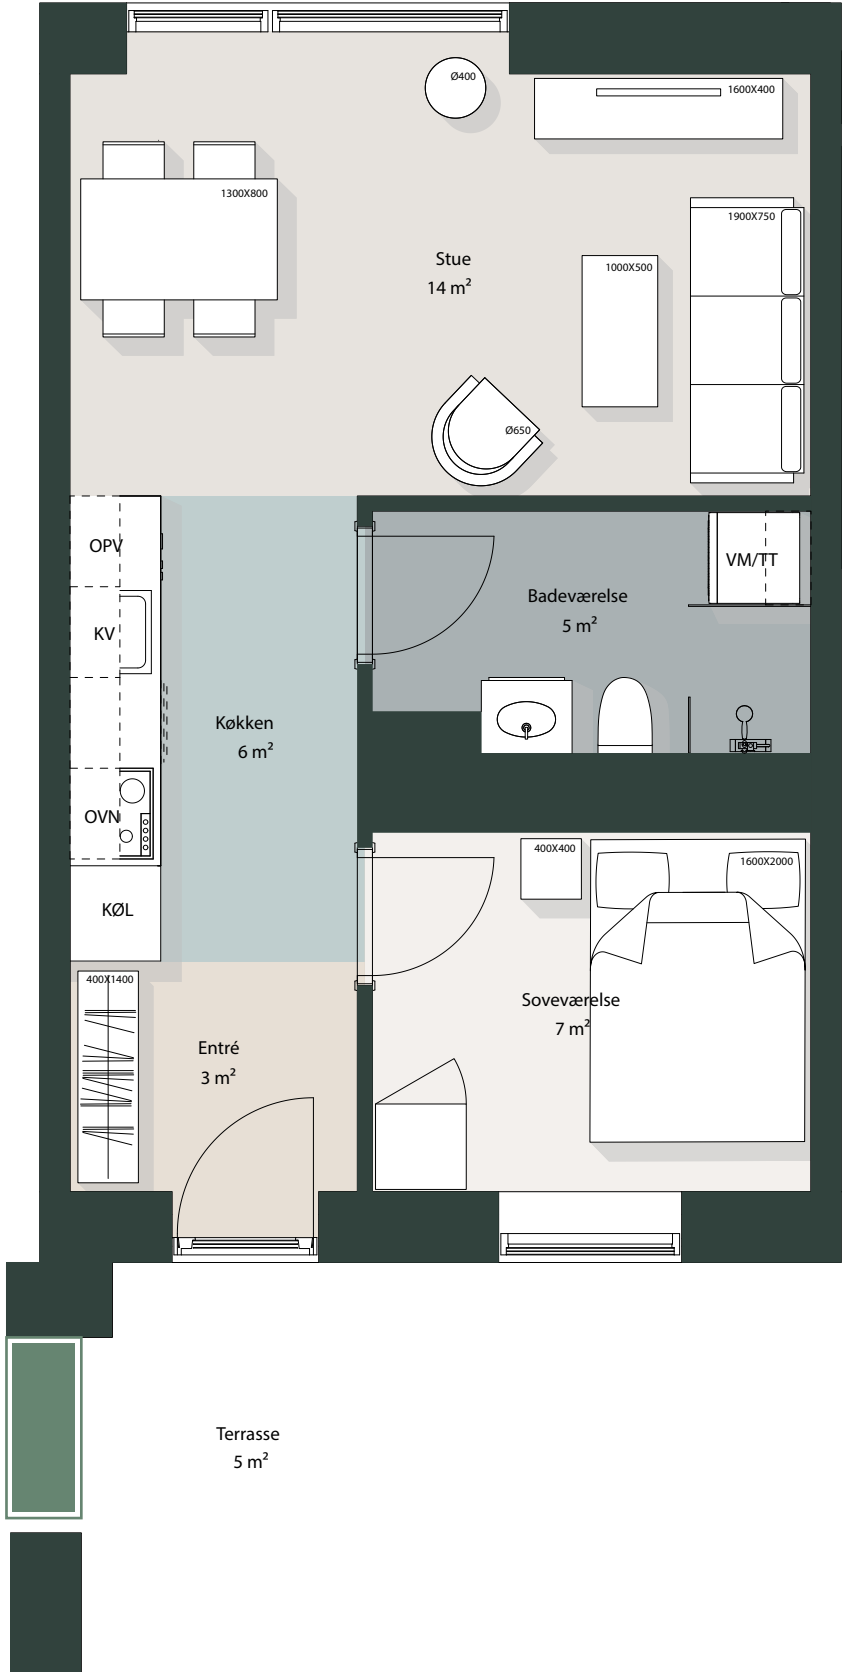 Ø400
1600X400
1300X800
1900X750
Stue
14 m²
1000X500
Ø650
OPV
VM/TT
Badeværelse
5 m²
KV
Køkken
6 m²
OVN
400X400
1600X2000
KØL
400X1400
Soveværelse
7 m²
Entré
3 m²
Terrasse
5 m²